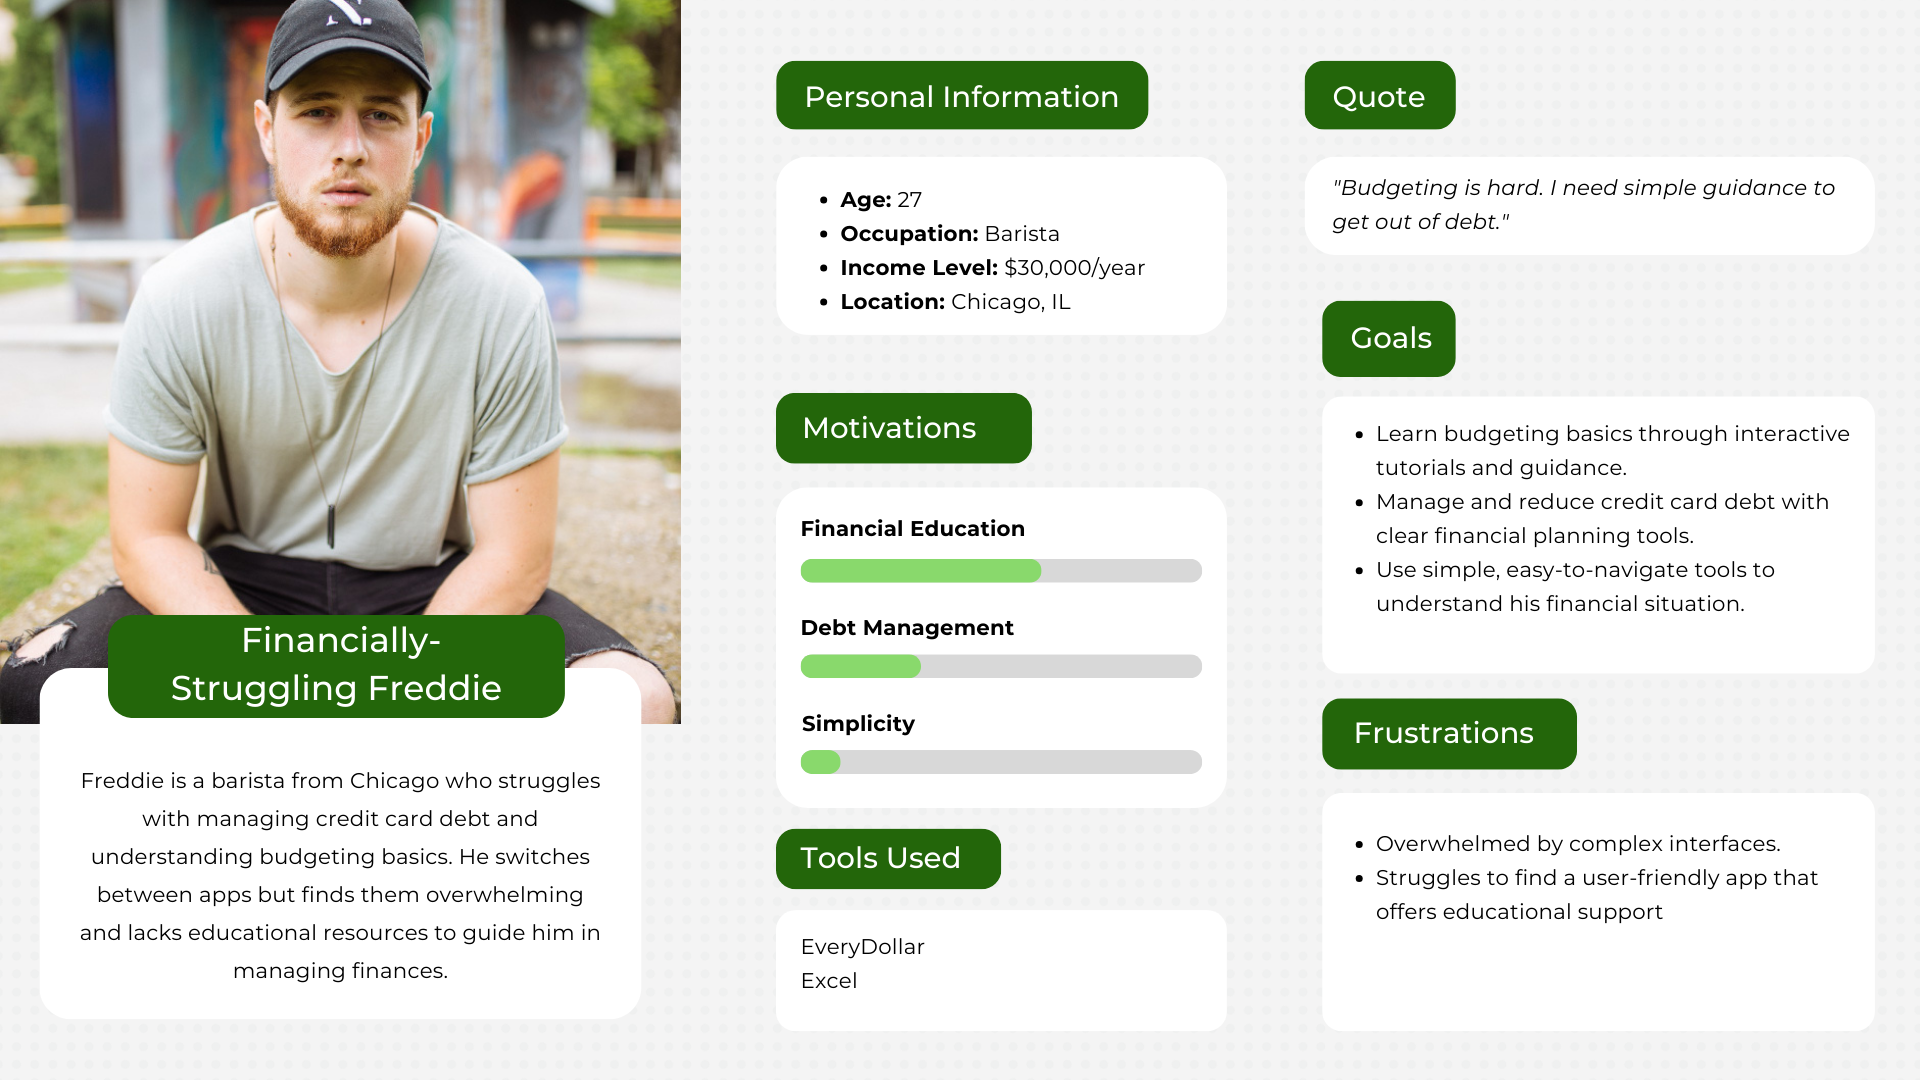 Financially-
Struggling Freddie
Freddie is a barista from Chicago who struggles
with managing credit card debt and
understanding budgeting basics. He switches
between apps but finds them overwhelming
and lacks educational resources to guide him in
managing finances.
Personal Information
• Age: 27
• Occupation: Barista
• Income Level: $30,000/year
• Location: Chicago, IL
Motivations
Financial Education
Debt Management
Simplicity
Tools Used
EveryDollar
Excel
Quote
"Budgeting is hard. I need simple guidance to
get out of debt."
Goals
• Learn budgeting basics through interactive
tutorials and guidance.
• Manage and reduce credit card debt with
clear financial planning tools.
• Use simple, easy-to-navigate tools to
understand his financial situation.
Frustrations
• Overwhelmed by complex interfaces.
• Struggles to find a user-friendly app that
offers educational support